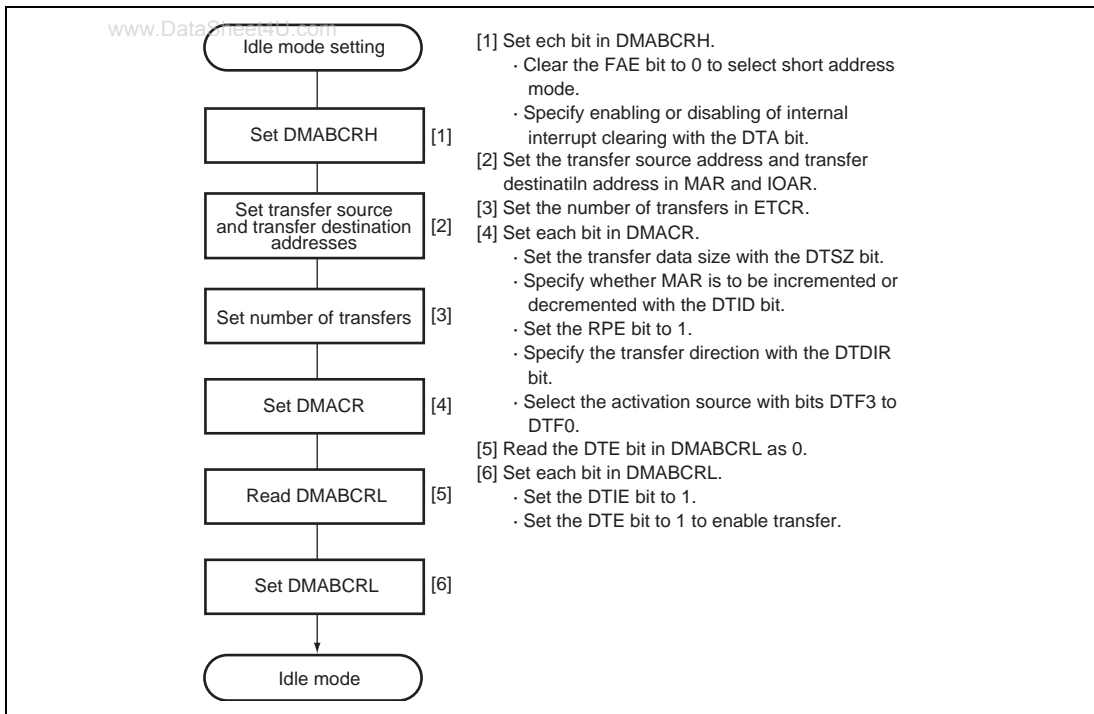 www.DataSheet4U.com
Idle mode setting
Set DMABCRH
[1]
Set transfer source
and transfer destination
addresses
[2]
Set number of transfers
[3]
Set DMACR
[4]
Read DMABCRL
[5]
Set DMABCRL
[6]
Idle mode
[1] Set ech bit in DMABCRH.
· Clear the FAE bit to 0 to select short address
mode.
· Specify enabling or disabling of internal
interrupt clearing with the DTA bit.
[2] Set the transfer source address and transfer
destinatiln address in MAR and IOAR.
[3] Set the number of transfers in ETCR.
[4] Set each bit in DMACR.
· Set the transfer data size with the DTSZ bit.
· Specify whether MAR is to be incremented or
decremented with the DTID bit.
· Set the RPE bit to 1.
· Specify the transfer direction with the DTDIR
bit.
· Select the activation source with bits DTF3 to
DTF0.
[5] Read the DTE bit in DMABCRL as 0.
[6] Set each bit in DMABCRL.
· Set the DTIE bit to 1.
· Set the DTE bit to 1 to enable transfer.